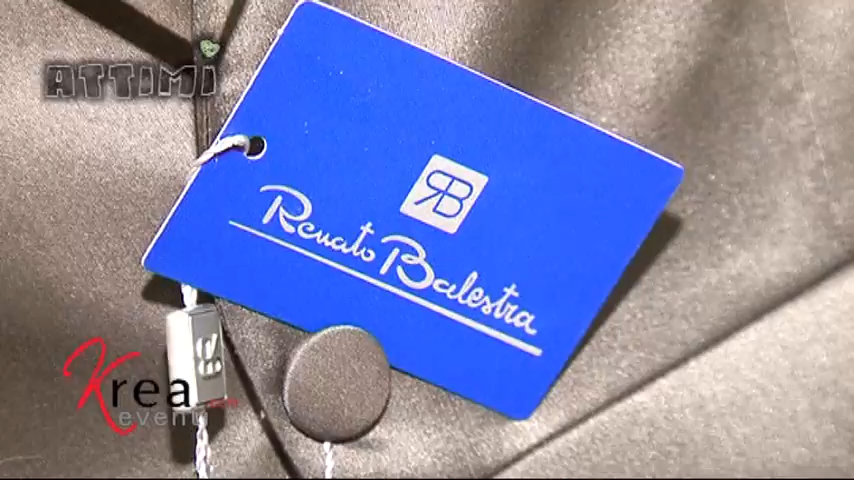 ATTIMI
RB
Renato Balestra
Krea
event